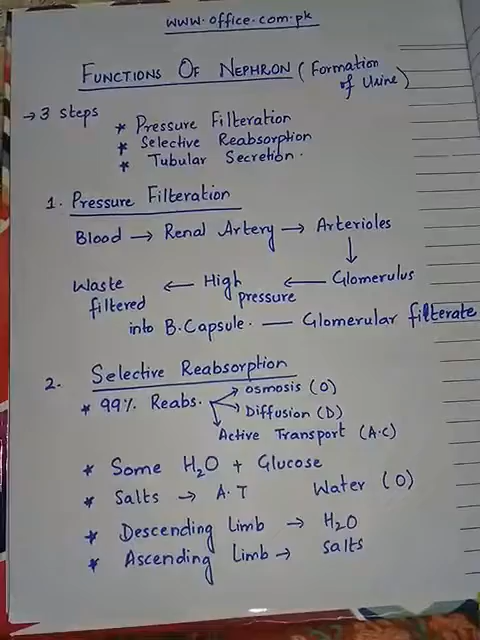 www.office.com.pk
FUNCTIONS OF NEPHRON (Formation of Urine)
→ 3 steps
* Pressure Filteration
* Selective Reabsorption
* Tubular Secretion.
1. Pressure Filteration
Blood → Renal Artery → Arterioles
↓
Waste filtered ← High pressure ← Glomerulus
into B.Capsule. — Glomerular filterate
2. Selective Reabsorption
* 99% Reabs. → Osmosis (O)
→ Diffusion (D)
→ Active Transport (A.C)
* Some H₂O + Glucose
* Salts → A.T Water (O)
* Descending limb → H₂O
* Ascending limb → Salts